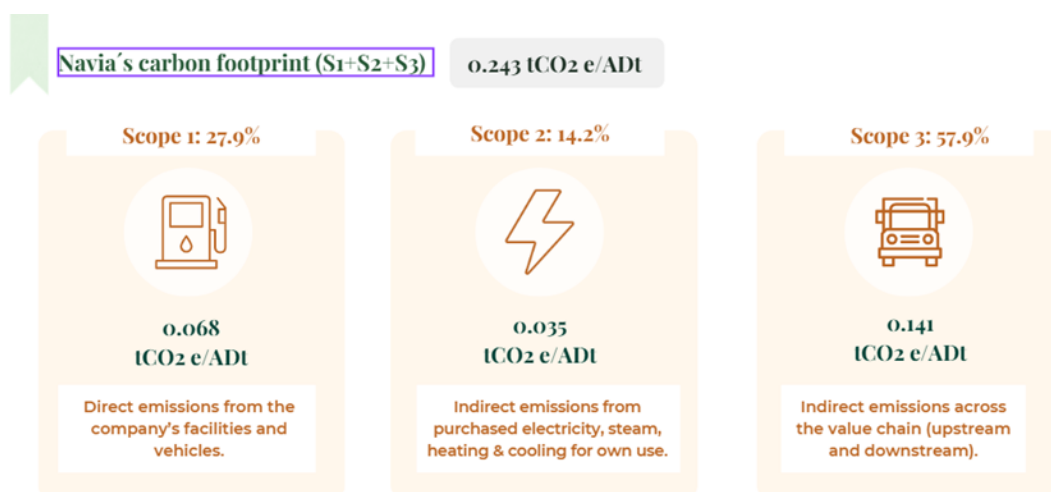 Navia´s carbon footprint (S1+S2+S3)
0.243 tCO2 e/ADt
Scope 1: 27.9%
Scope 2: 14.2%
Scope 3: 57.9%
0.068
tCO2 e/ADt
0.035
tCO2 e/ADt
0.141
tCO2 e/ADt
Direct emissions from the
company’s facilities and
vehicles.
Indirect emissions from
purchased electricity, steam,
heating & cooling for own use.
Indirect emissions across
the value chain (upstream
and downstream).